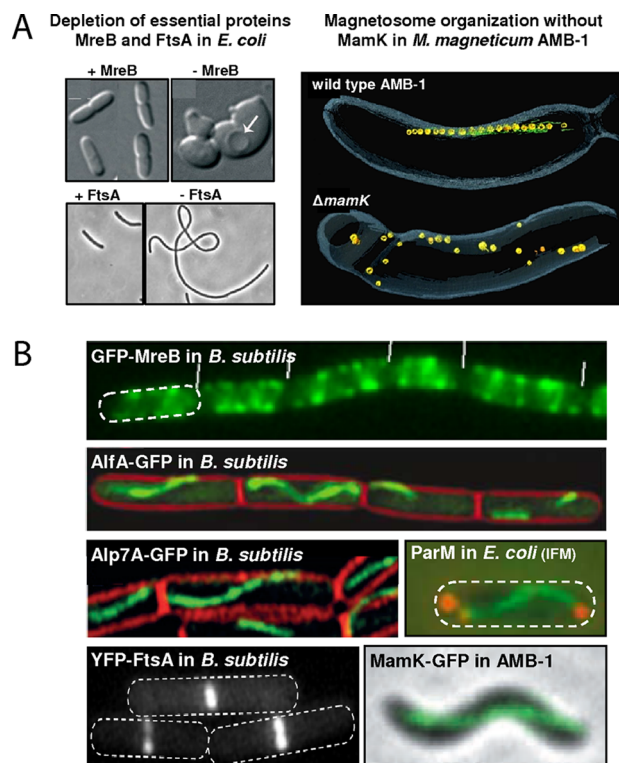 A
Depletion of essential proteins
MreB and FtsA in E. coli
+ MreB
- MreB
+ FtsA
- FtsA
Magnetosome organization without
MamK in M. magneticum AMB-1
wild type AMB-1
ΔmamK
B
GFP-MreB in B. subtilis
AlfA-GFP in B. subtilis
Alp7A-GFP in B. subtilis
ParM in E. coli (IFM)
YFP-FtsA in B. subtilis
MamK-GFP in AMB-1